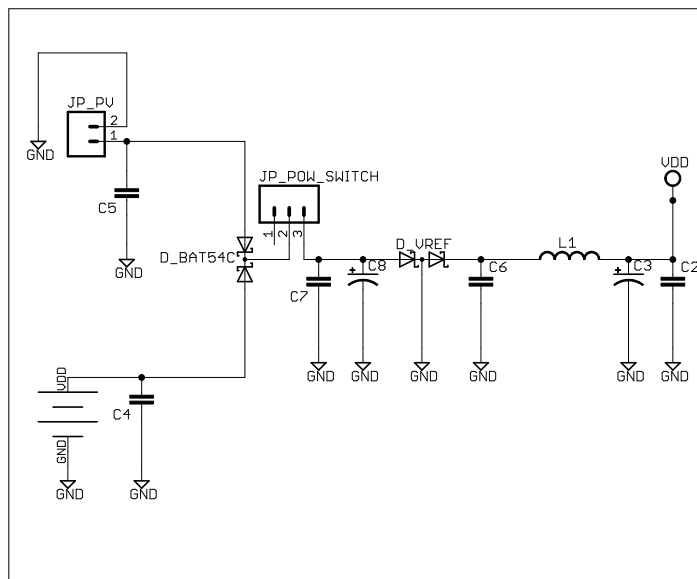 JP_PV
2
1
GND
C5
GND
JP_POW_SWITCH
1
2
3
D_BAT54C
C7
GND
C8
GND
D_VREF
GND
C6
GND
L1
VDD
C3
GND
C2
GND
VDD
GND
GND
C4
GND